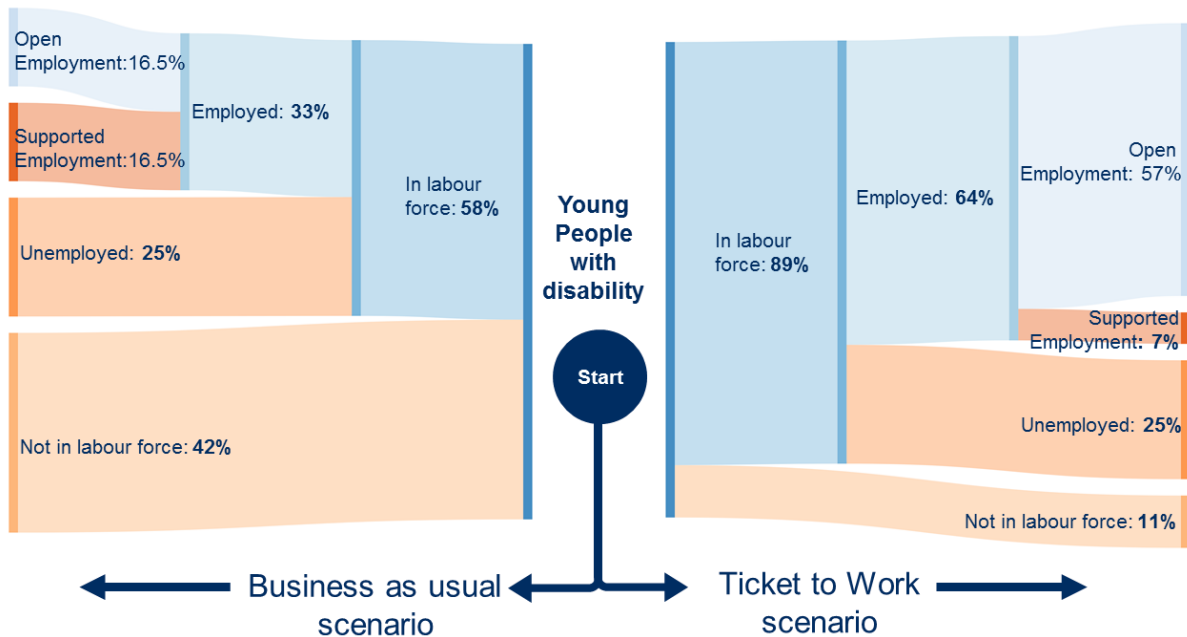 Open
Employment:16.5%
Supported
Employment:16.5%
Employed: 33%
Unemployed: 25%
In labour
force: 58%
Not in labour force: 42%
Young
People
with
disability
Start
In labour
force: 89%
Employed: 64%
Open
Employment: 57%
Supported
Employment: 7%
Unemployed: 25%
Not in labour force: 11%
Business as usual
scenario
Ticket to Work
scenario